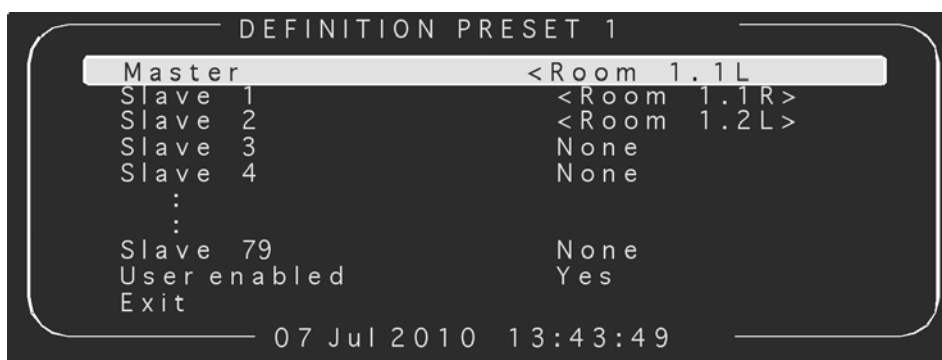 DEFINITION PRESET 1
Master <Room 1.1L
Slave 1 <Room 1.1R>
Slave 2 <Room 1.2L>
Slave 3 None
Slave 4 None
:
:
Slave 79 None
User enabled Yes
Exit
07 Jul 2010 13:43:49